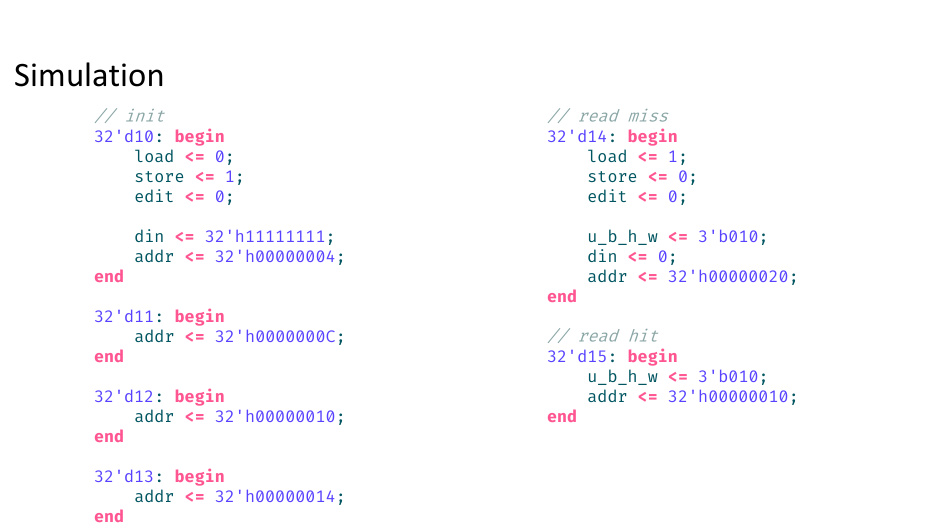 Simulation
// init
32'd10: begin
load <= 0;
store <= 1;
edit <= 0;
din <= 32'h11111111;
addr <= 32'h00000004;
end
32'd11: begin
addr <= 32'h0000000C;
end
32'd12: begin
addr <= 32'h00000010;
end
32'd13: begin
addr <= 32'h00000014;
end
// read miss
32'd14: begin
load <= 1;
store <= 0;
edit <= 0;
u_b_h_w <= 3'b010;
din <= 0;
addr <= 32'h00000020;
end
// read hit
32'd15: begin
u_b_h_w <= 3'b010;
addr <= 32'h00000010;
end